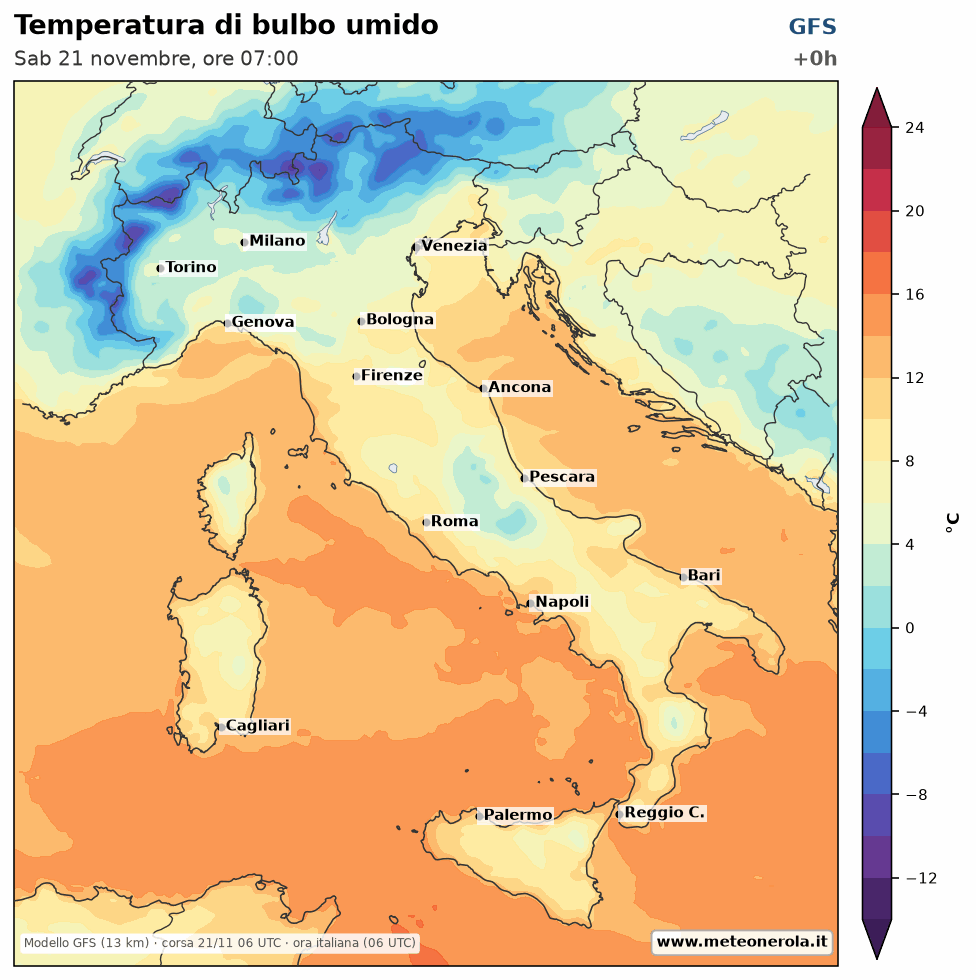 Temperatura di bulbo umido
GFS
Sab 21 novembre, ore 07:00
+0h
24
20
16
12
8
4
0
−4
−8
−12
°C
Milano
Venezia
Torino
Genova
Bologna
Firenze
Ancona
Pescara
Roma
Bari
Napoli
Cagliari
Palermo
Reggio C.
Modello GFS (13 km) · corsa 21/11 06 UTC · ora italiana (06 UTC)
www.meteonerola.it